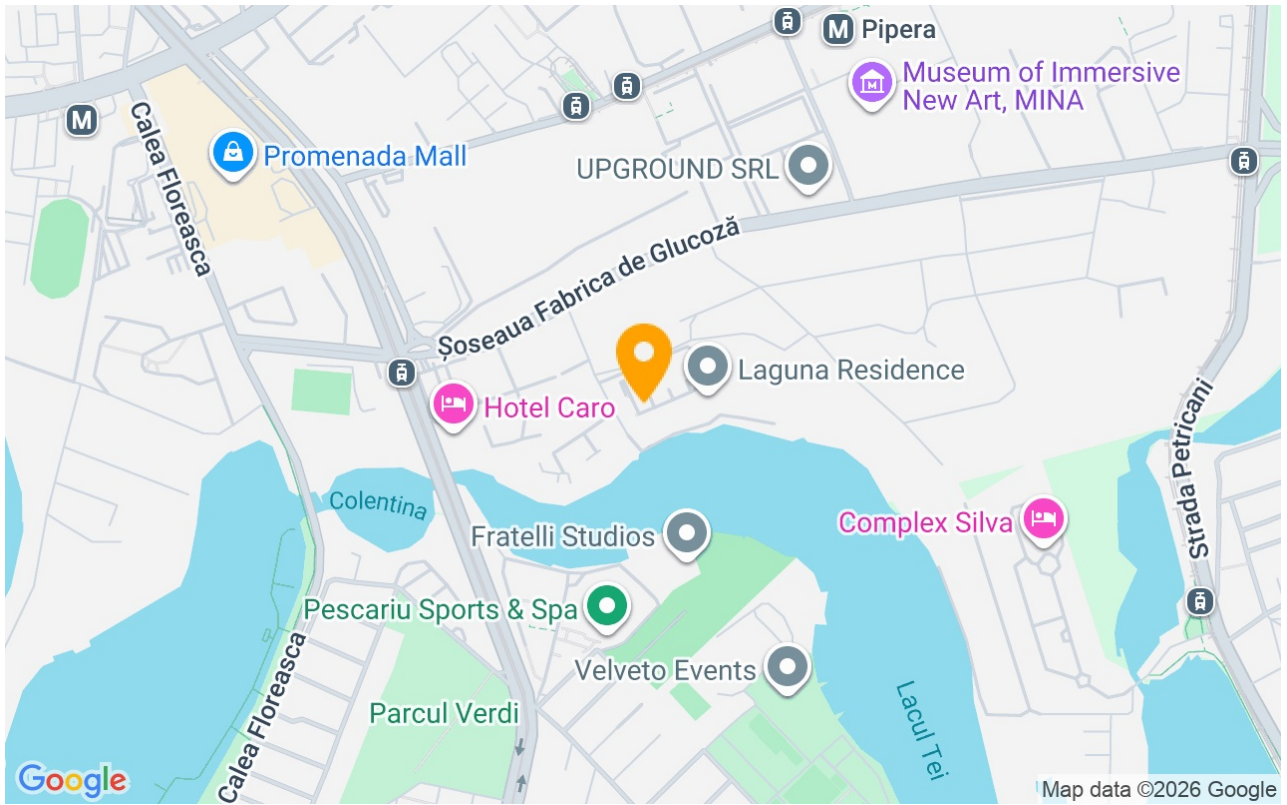 M
Pipera
Museum of Immersive
New Art, MINA
M
Calea Floreasca
Promenada Mall
UPGROUND SRL
Șoseaua Fabrica de Glucoză
Laguna Residence
Hotel Caro
Strada Petricani
Colentina
Fratelli Studios
Complex Silva
Pescariu Sports & Spa
Calea Floreasca
Velveto Events
Parcul Verdi
Lacul Tei
Google
Map data ©2026 Google